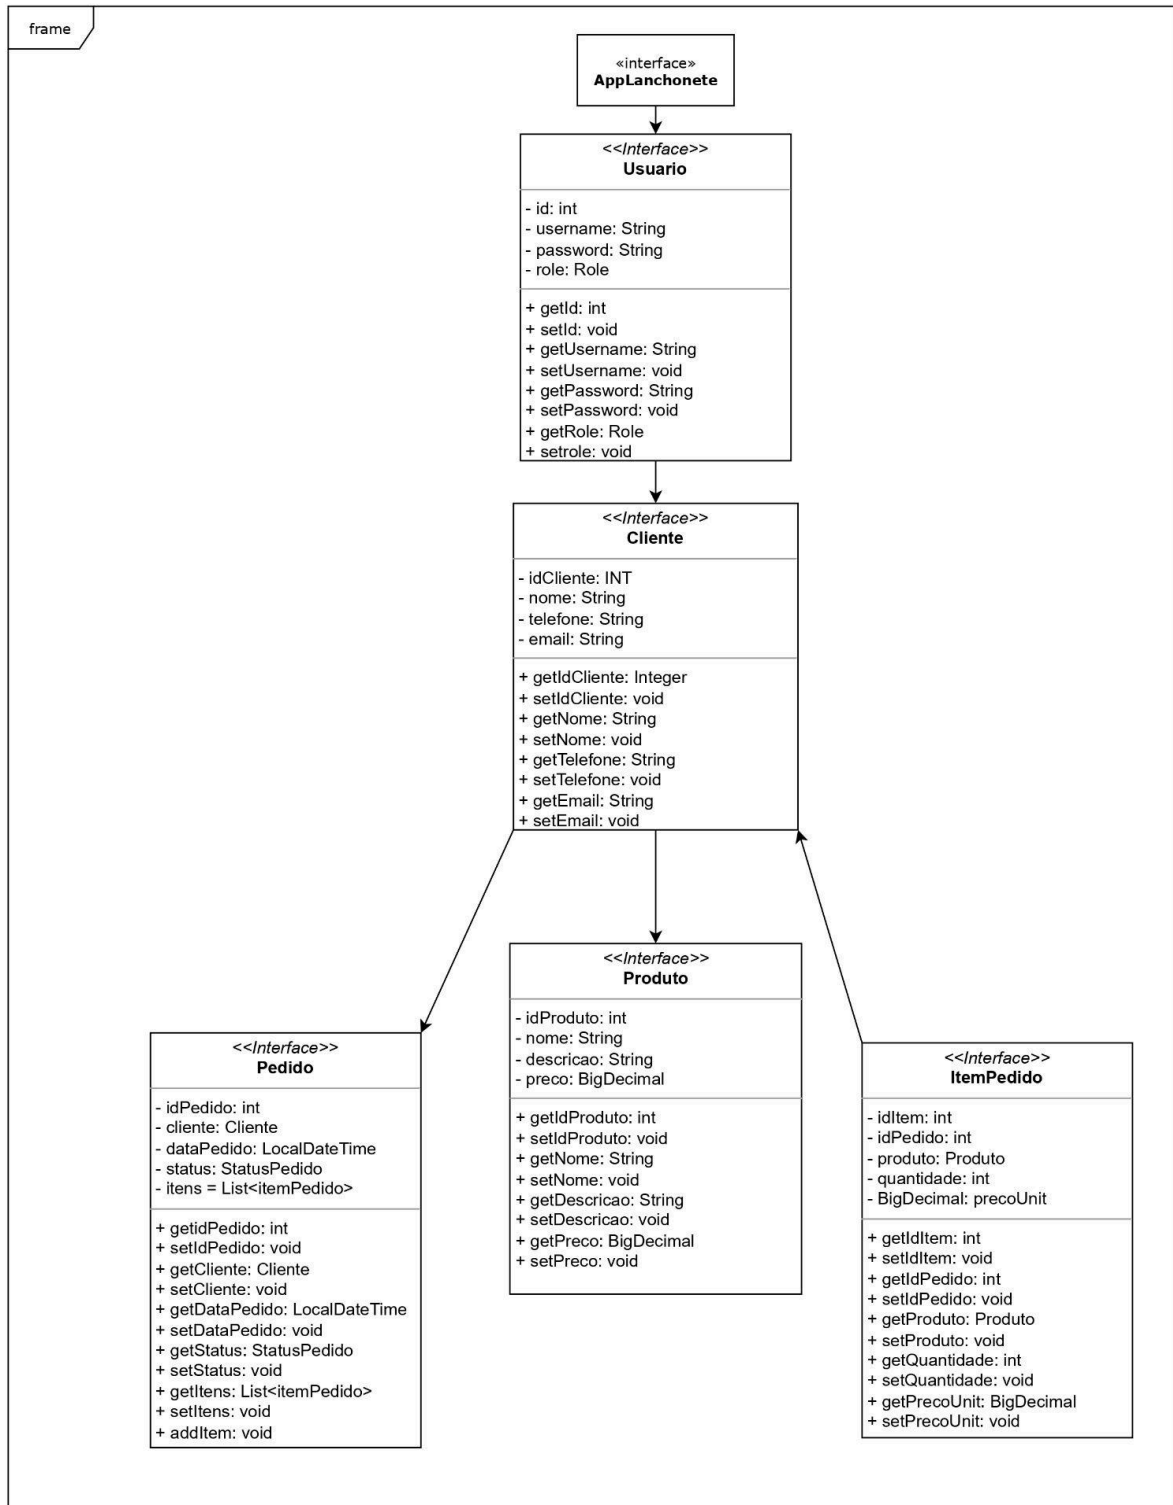 frame
«interface»
AppLanchonete
<<Interface>>
Usuario
- id: int
- username: String
- password: String
- role: Role
+ getId: int
+ setId: void
+ getUsername: String
+ setUsername: void
+ getPassword: String
+ setPassword: void
+ getRole: Role
+ setrole: void
<<Interface>>
Cliente
- idCliente: INT
- nome: String
- telefone: String
- email: String
+ getIdCliente: Integer
+ setIdCliente: void
+ getNome: String
+ setNome: void
+ getTelefone: String
+ setTelefone: void
+ getEmail: String
+ setEmail: void
<<Interface>>
Pedido
- idPedido: int
- cliente: Cliente
- dataPedido: LocalDateTime
- status: StatusPedido
- itens = List<itemPedido>
+ getidPedido: int
+ setIdPedido: void
+ getCliente: Cliente
+ setCliente: void
+ getDataPedido: LocalDateTime
+ setDataPedido: void
+ getStatus: StatusPedido
+ setStatus: void
+ getItens: List<itemPedido>
+ setItens: void
+ addItem: void
<<Interface>>
Produto
- idProduto: int
- nome: String
- descricao: String
- preco: BigDecimal
+ getIdProduto: int
+ setIdProduto: void
+ getNome: String
+ setNome: void
+ getDescricao: String
+ setDescricao: void
+ getPreco: BigDecimal
+ setPreco: void
<<Interface>>
ItemPedido
- idItem: int
- idPedido: int
- produto: Produto
- quantidade: int
- BigDecimal: precoUnit
+ getIdItem: int
+ setIdItem: void
+ getIdPedido: int
+ setIdPedido: void
+ getProduto: Produto
+ setProduto: void
+ getQuantidade: int
+ setQuantidade: void
+ getPrecoUnit: BigDecimal
+ setPrecoUnit: void